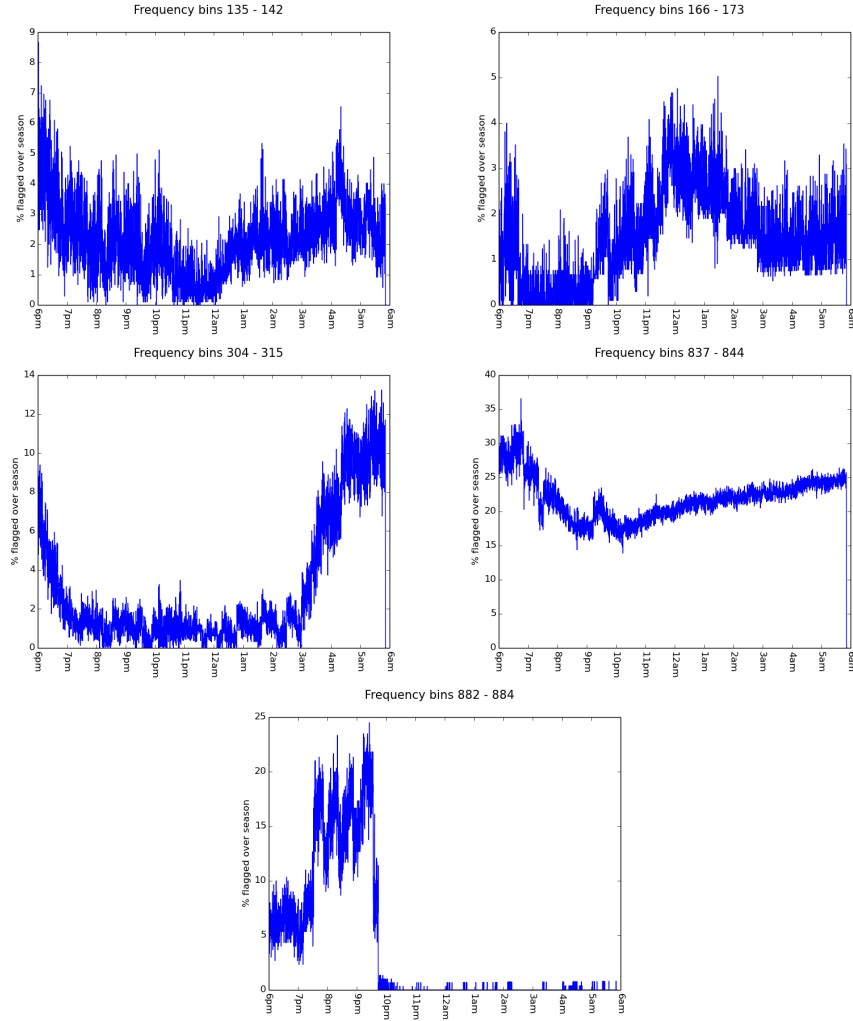 Frequency bins 135 - 142
% flagged over season
9
8
7
6
5
4
3
2
1
0
6pm 7pm 8pm 9pm 10pm 11pm 12am 1am 2am 3am 4am 5am 6am
Frequency bins 166 - 173
% flagged over season
6
5
4
3
2
1
0
6pm 7pm 8pm 9pm 10pm 11pm 12am 1am 2am 3am 4am 5am 6am
Frequency bins 304 - 315
% flagged over season
14
12
10
8
6
4
2
0
6pm 7pm 8pm 9pm 10pm 11pm 12am 1am 2am 3am 4am 5am 6am
Frequency bins 837 - 844
% flagged over season
40
35
30
25
20
15
10
5
0
6pm 7pm 8pm 9pm 10pm 11pm 12am 1am 2am 3am 4am 5am 6am
Frequency bins 882 - 884
% flagged over season
25
20
15
10
5
0
6pm 7pm 8pm 9pm 10pm 11pm 12am 1am 2am 3am 4am 5am 6am